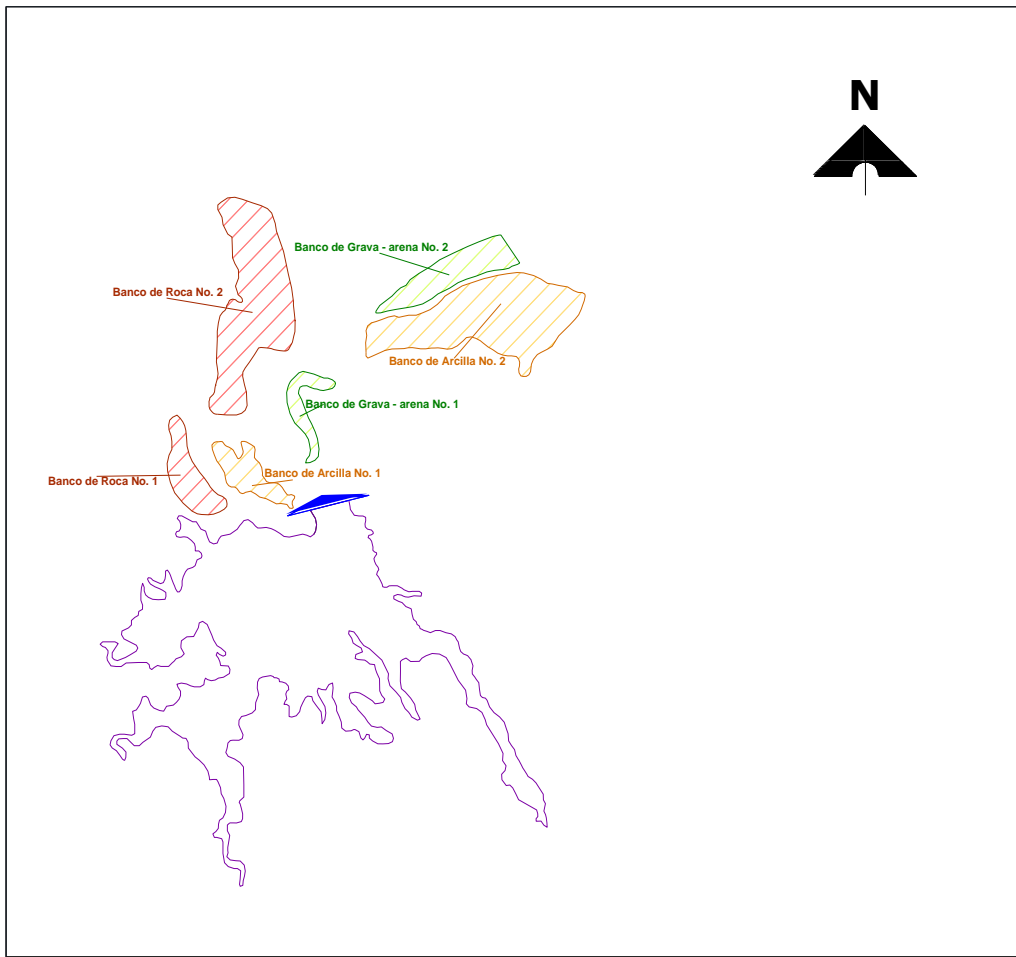 N
Banco de Grava - arena No. 2
Banco de Roca No. 2
Banco de Arcilla No. 2
Banco de Grava - arena No. 1
Banco de Arcilla No. 1
Banco de Roca No. 1